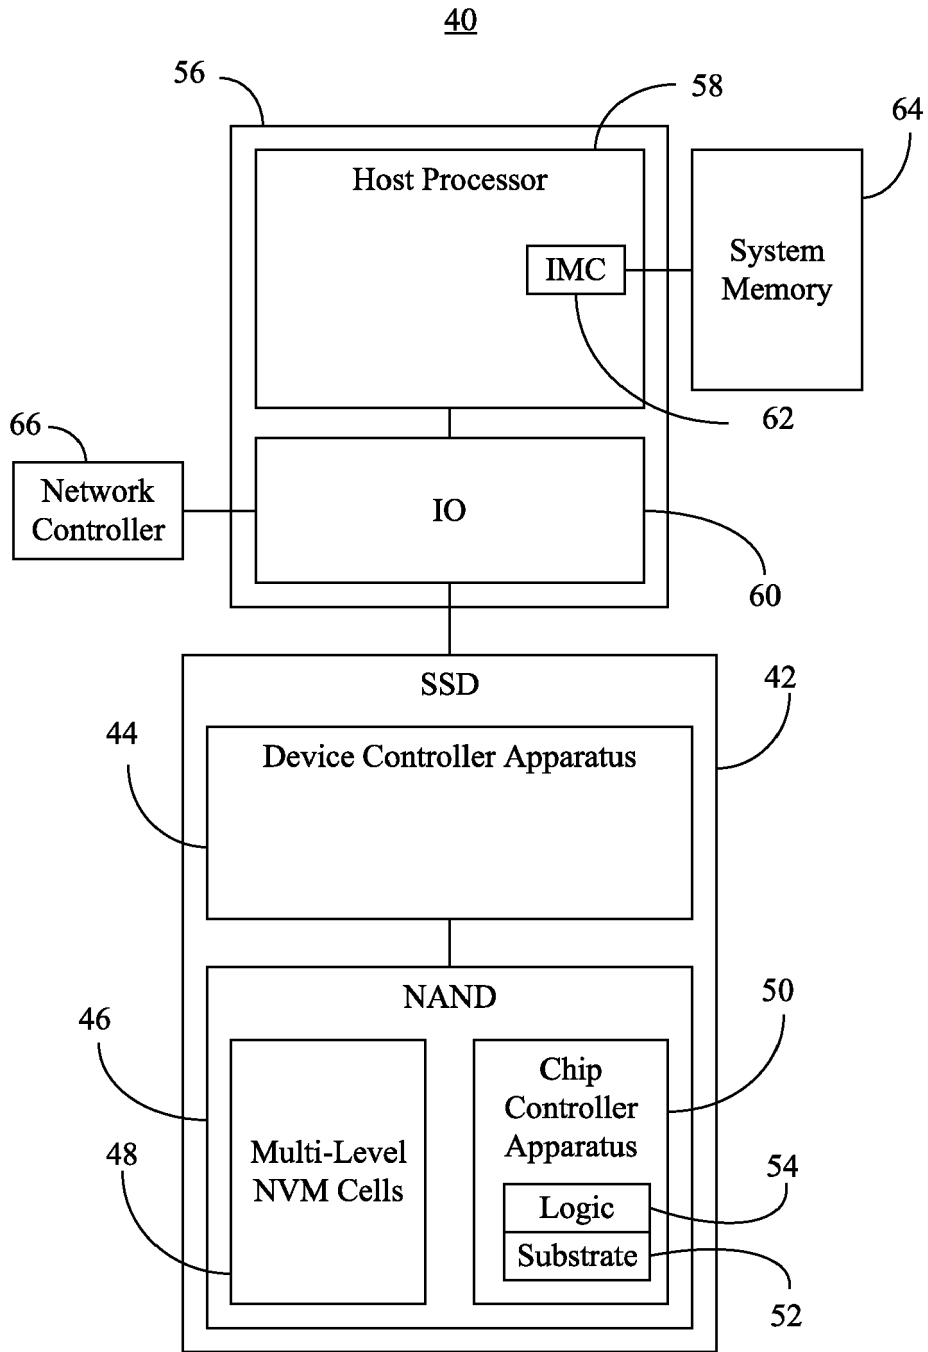 40
56
58
64
Host Processor
IMC
System
Memory
62
66
Network
Controller
IO
60
SSD
42
44
Device Controller Apparatus
NAND
50
46
Chip
Controller
Apparatus
Multi-Level
NVM Cells
48
54
Logic
Substrate
52